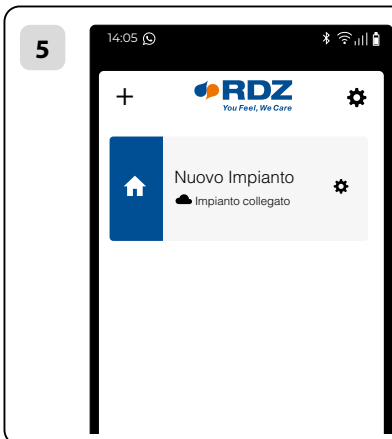 5
14:05
+
RDZ
You Feel, We Care
Nuovo Impianto
Impianto collegato